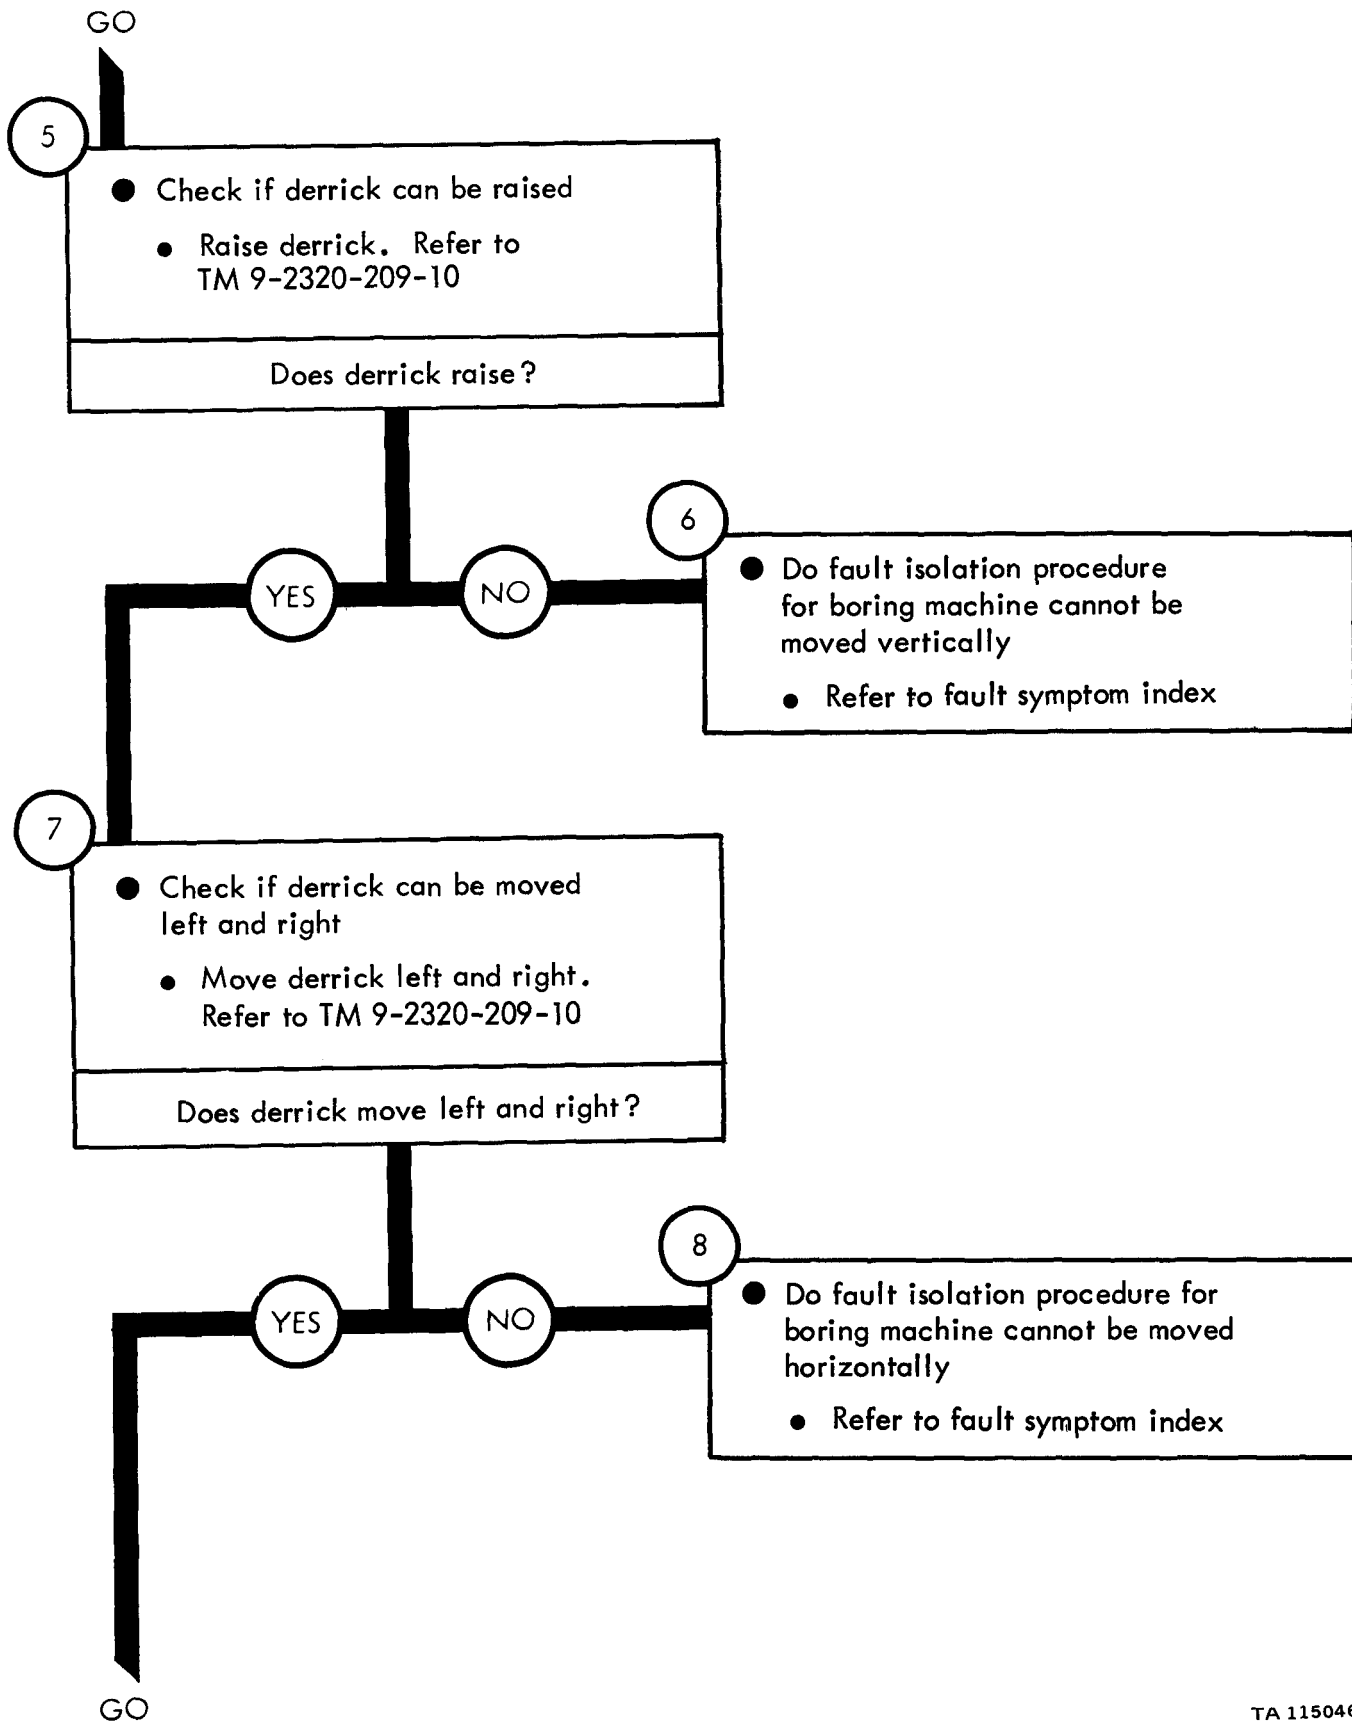 GO
5
● Check if derrick can be raised
● Raise derrick. Refer to
TM 9-2320-209-10
Does derrick raise?
YES
NO
6
● Do fault isolation procedure
for boring machine cannot be
moved vertically
● Refer to fault symptom index
7
● Check if derrick can be moved
left and right
● Move derrick left and right.
Refer to TM 9-2320-209-10
Does derrick move left and right?
YES
NO
8
● Do fault isolation procedure for
boring machine cannot be moved
horizontally
● Refer to fault symptom index
GO
TA 115046